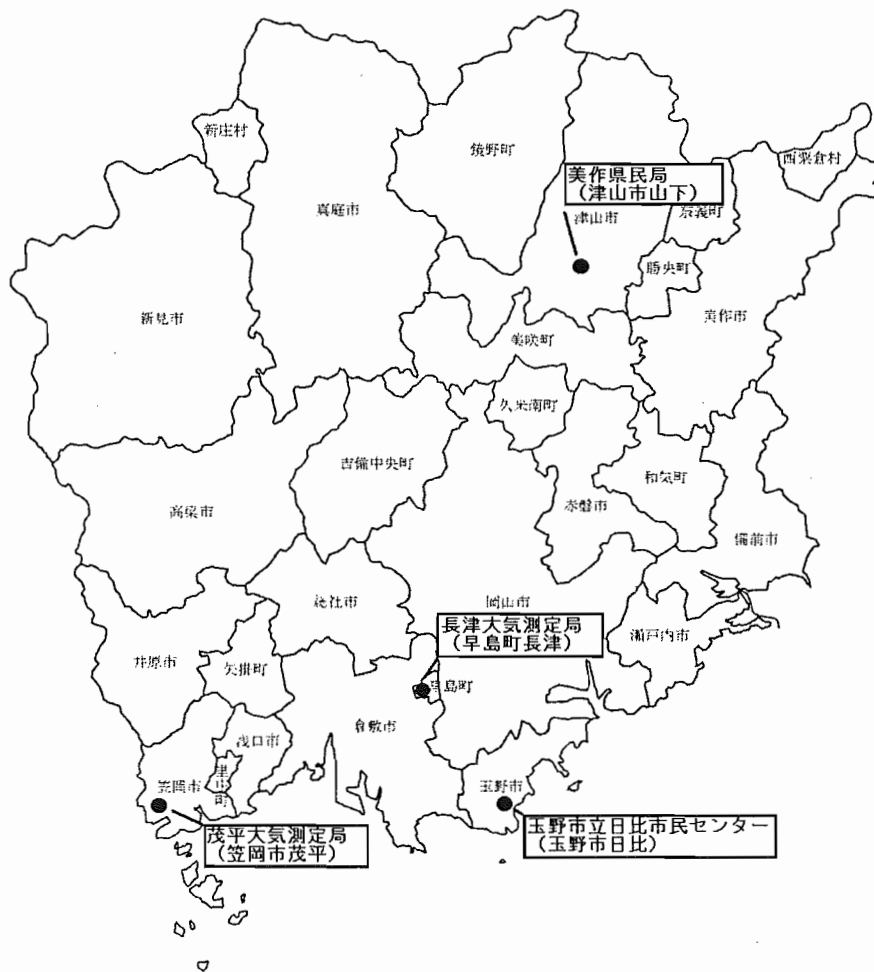 新庄村
鏡野町
西粟倉村
美作県民局
(津山市山下)
真庭市
津山市
奈義町
勝央町
新見市
美作市
美咲町
久米南町
吉備中央町
和気町
高梁市
赤磐市
備前市
総社市
岡山市
長津大気測定局
(早島町長津)
瀬戸内市
井原市
矢掛町
早島町
倉敷市
浅口市
里庄町
笠岡市
玉野市
茂平大気測定局
(笠岡市茂平)
玉野市立日比市民センター
(玉野市日比)